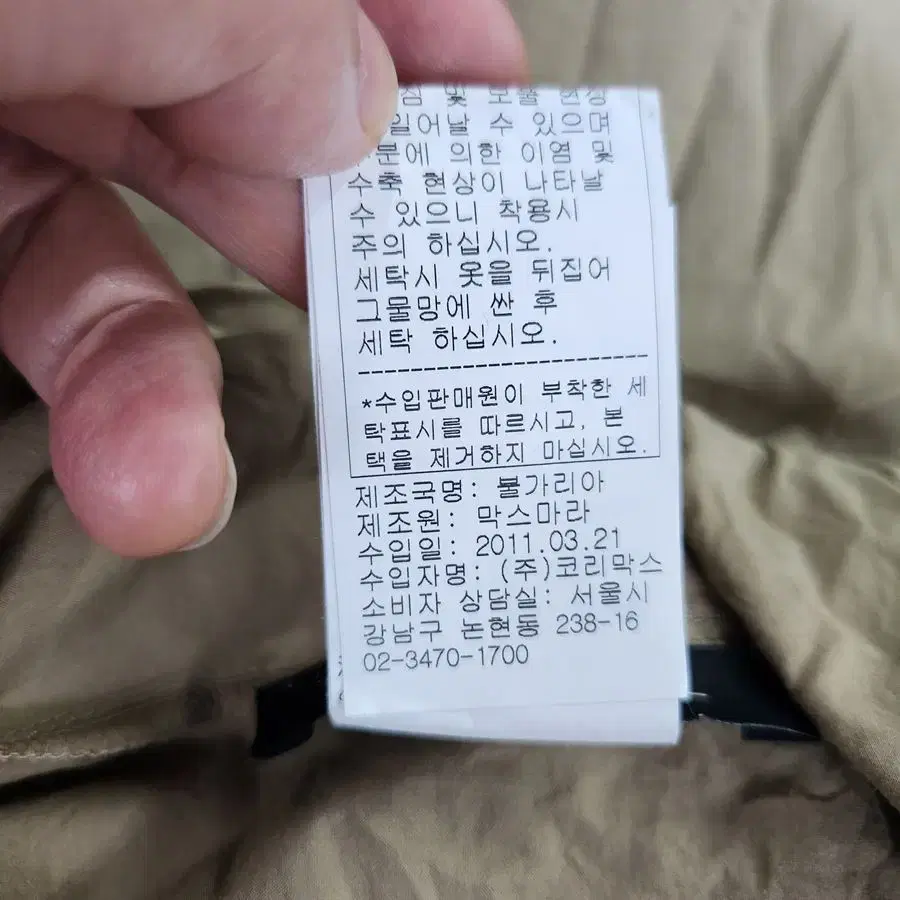 및 보풀 현상
일어날 수 있으며
의한 이염 및
수축 현상이 나타날
수 있으니 착용시
주의 하십시오.
세탁시 옷을 뒤집어
그물망에 싼 후
세탁 하십시오.
*수입판매원이 부착한 세
탁표시를 따르시고, 본
택을 제거하지 마십시오.
제조국명: 불가리아
제조원: 막스마라
수입일: 2011.03.21
수입자명: (주)코리막스
소비자 상담실: 서울시
강남구 논현동 238-16
02-3470-1700